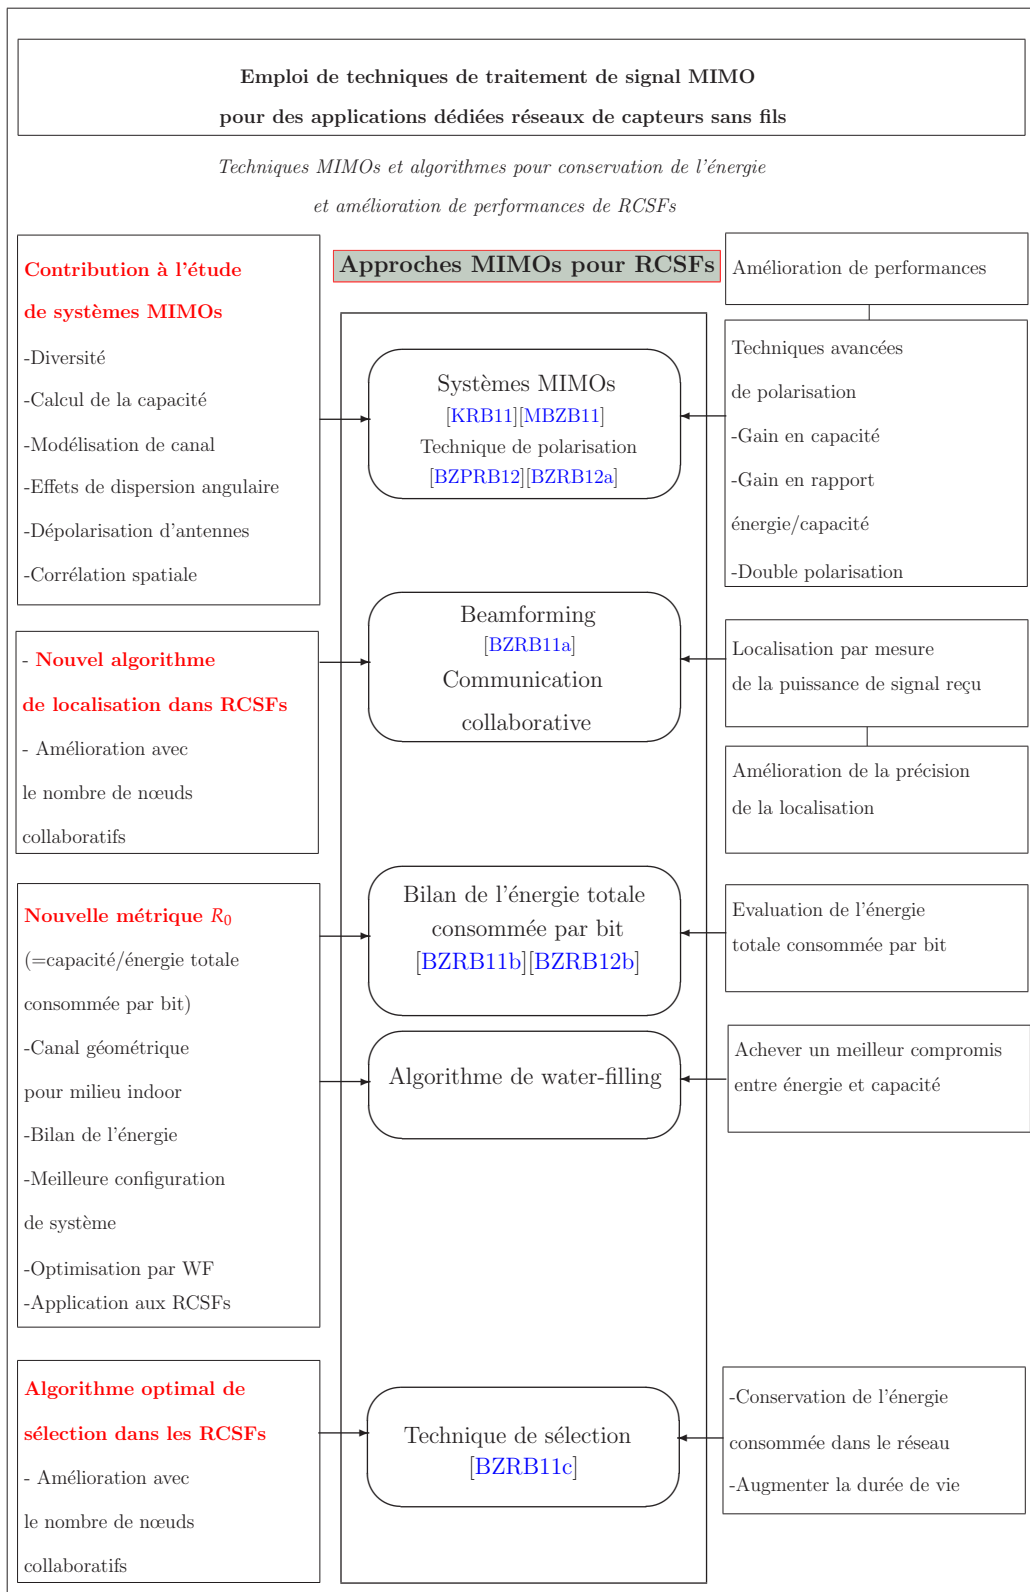 Emploi de techniques de traitement de signal MIMO
pour des applications dédiées réseaux de capteurs sans fils
Techniques MIMOs et algorithmes pour conservation de l'énergie
et amélioration de performances de RCSFs
Contribution à l'étude
de systèmes MIMOs
-Diversité
-Calcul de la capacité
-Modélisation de canal
-Effets de dispersion angulaire
-Dépolarisation d'antennes
-Corrélation spatiale
- Nouvel algorithme
de localisation dans RCSFs
- Amélioration avec
le nombre de nœuds
collaboratifs
Nouvelle métrique R0
(=capacité/énergie totale
consommée par bit)
-Canal géométrique
pour milieu indoor
-Bilan de l'énergie
-Meilleure configuration
de système
-Optimisation par WF
-Application aux RCSFs
Algorithme optimal de
sélection dans les RCSFs
- Amélioration avec
le nombre de nœuds
collaboratifs
Approches MIMOs pour RCSFs
Systèmes MIMOs
[KRB11][MBZB11]
Technique de polarisation
[BZPRB12][BZRB12a]
Beamforming
[BZRB11a]
Communication
collaborative
Bilan de l'énergie totale
consommée par bit
[BZRB11b][BZRB12b]
Algorithme de water-filling
Technique de sélection
[BZRB11c]
Amélioration de performances
Techniques avancées
de polarisation
-Gain en capacité
-Gain en rapport
énergie/capacité
-Double polarisation
Localisation par mesure
de la puissance de signal reçu
Amélioration de la précision
de la localisation
Evaluation de l'énergie
totale consommée par bit
Achever un meilleur compromis
entre énergie et capacité
-Conservation de l'énergie
consommée dans le réseau
-Augmenter la durée de vie